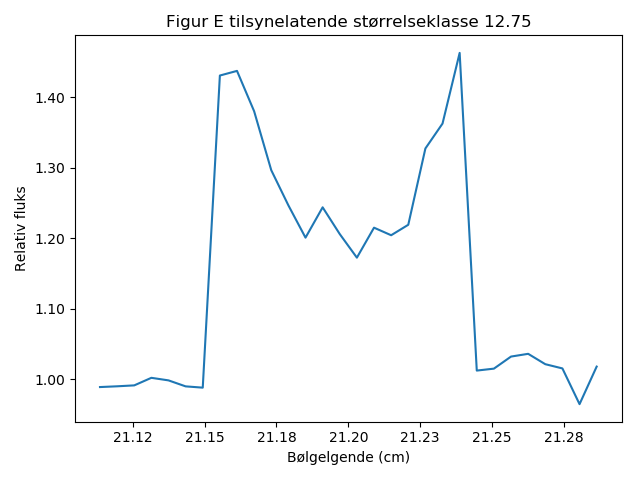 Figur E tilsynelatende størrelseklasse 12.75
1.40
1.30
1.20
1.10
1.00
Relativ fluks
21.12 21.15 21.18 21.20 21.23 21.25 21.28
Bølgelgende (cm)